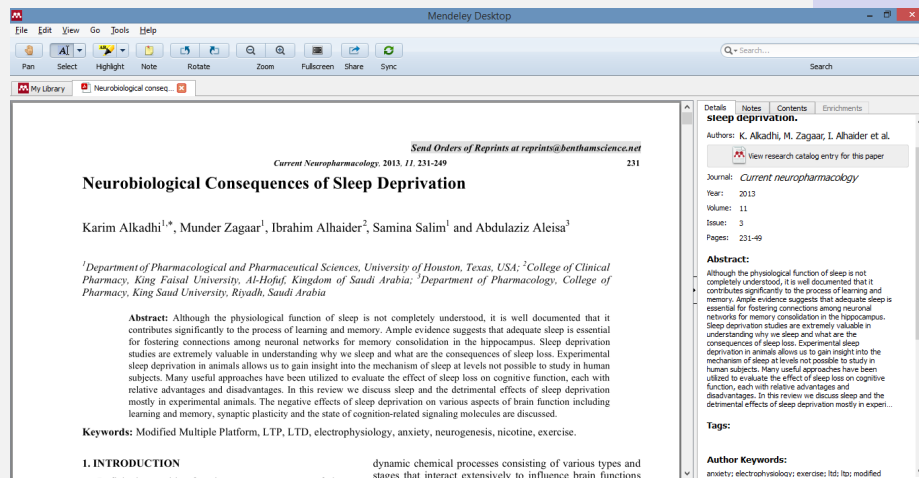 Mendeley Desktop
File Edit View Go Tools Help
Pan Select Highlight Note Rotate Zoom Fullscreen Share Sync
Search...
Search
My Library Neurobiological conseq...
Send Orders of Reprints at reprints@benthamscience.net
Current Neuropharmacology, 2013, 11, 231-249 231
Neurobiological Consequences of Sleep Deprivation
Karim Alkadhi1,*, Munder Zagaar1, Ibrahim Alhaider2, Samina Salim1 and Abdulaziz Aleisa3
1Department of Pharmacological and Pharmaceutical Sciences, University of Houston, Texas, USA; 2College of Clinical
Pharmacy, King Faisal University, Al-Hofuf, Kingdom of Saudi Arabia; 3Department of Pharmacology, College of
Pharmacy, King Saud University, Riyadh, Saudi Arabia
Abstract: Although the physiological function of sleep is not completely understood, it is well documented that it
contributes significantly to the process of learning and memory. Ample evidence suggests that adequate sleep is essential
for fostering connections among neuronal networks for memory consolidation in the hippocampus. Sleep deprivation
studies are extremely valuable in understanding why we sleep and what are the consequences of sleep loss. Experimental
sleep deprivation in animals allows us to gain insight into the mechanism of sleep at levels not possible to study in human
subjects. Many useful approaches have been utilized to evaluate the effect of sleep loss on cognitive function, each with
relative advantages and disadvantages. In this review we discuss sleep and the detrimental effects of sleep deprivation
mostly in experimental animals. The negative effects of sleep deprivation on various aspects of brain function including
learning and memory, synaptic plasticity and the state of cognition-related signaling molecules are discussed.
Keywords: Modified Multiple Platform, LTP, LTD, electrophysiology, anxiety, neurogenesis, nicotine, exercise.
1. INTRODUCTION
dynamic chemical processes consisting of various types and
stages that interact extensively to influence brain functions
Details Notes Contents Enrichments
sleep deprivation.
Authors: K. Alkadhi, M. Zagaar, I. Alhaider et al.
View research catalog entry for this paper
Journal: Current neuropharmacology
Year: 2013
Volume: 11
Issue: 3
Pages: 231-49
Abstract:
Although the physiological function of sleep is not
completely understood, it is well documented that it
contributes significantly to the process of learning and
memory. Ample evidence suggests that adequate sleep is
essential for fostering connections among neuronal
networks for memory consolidation in the hippocampus.
Sleep deprivation studies are extremely valuable in
understanding why we sleep and what are the
consequences of sleep loss. Experimental sleep
deprivation in animals allows us to gain insight into the
mechanism of sleep at levels not possible to study in
human subjects. Many useful approaches have been
utilized to evaluate the effect of sleep loss on cognitive
function, each with relative advantages and
disadvantages. In this review we discuss sleep and the
detrimental effects of sleep deprivation mostly in experi...
Tags:
Author Keywords:
anxiety; electrophysiology; exercise; ltd; ltp; modified